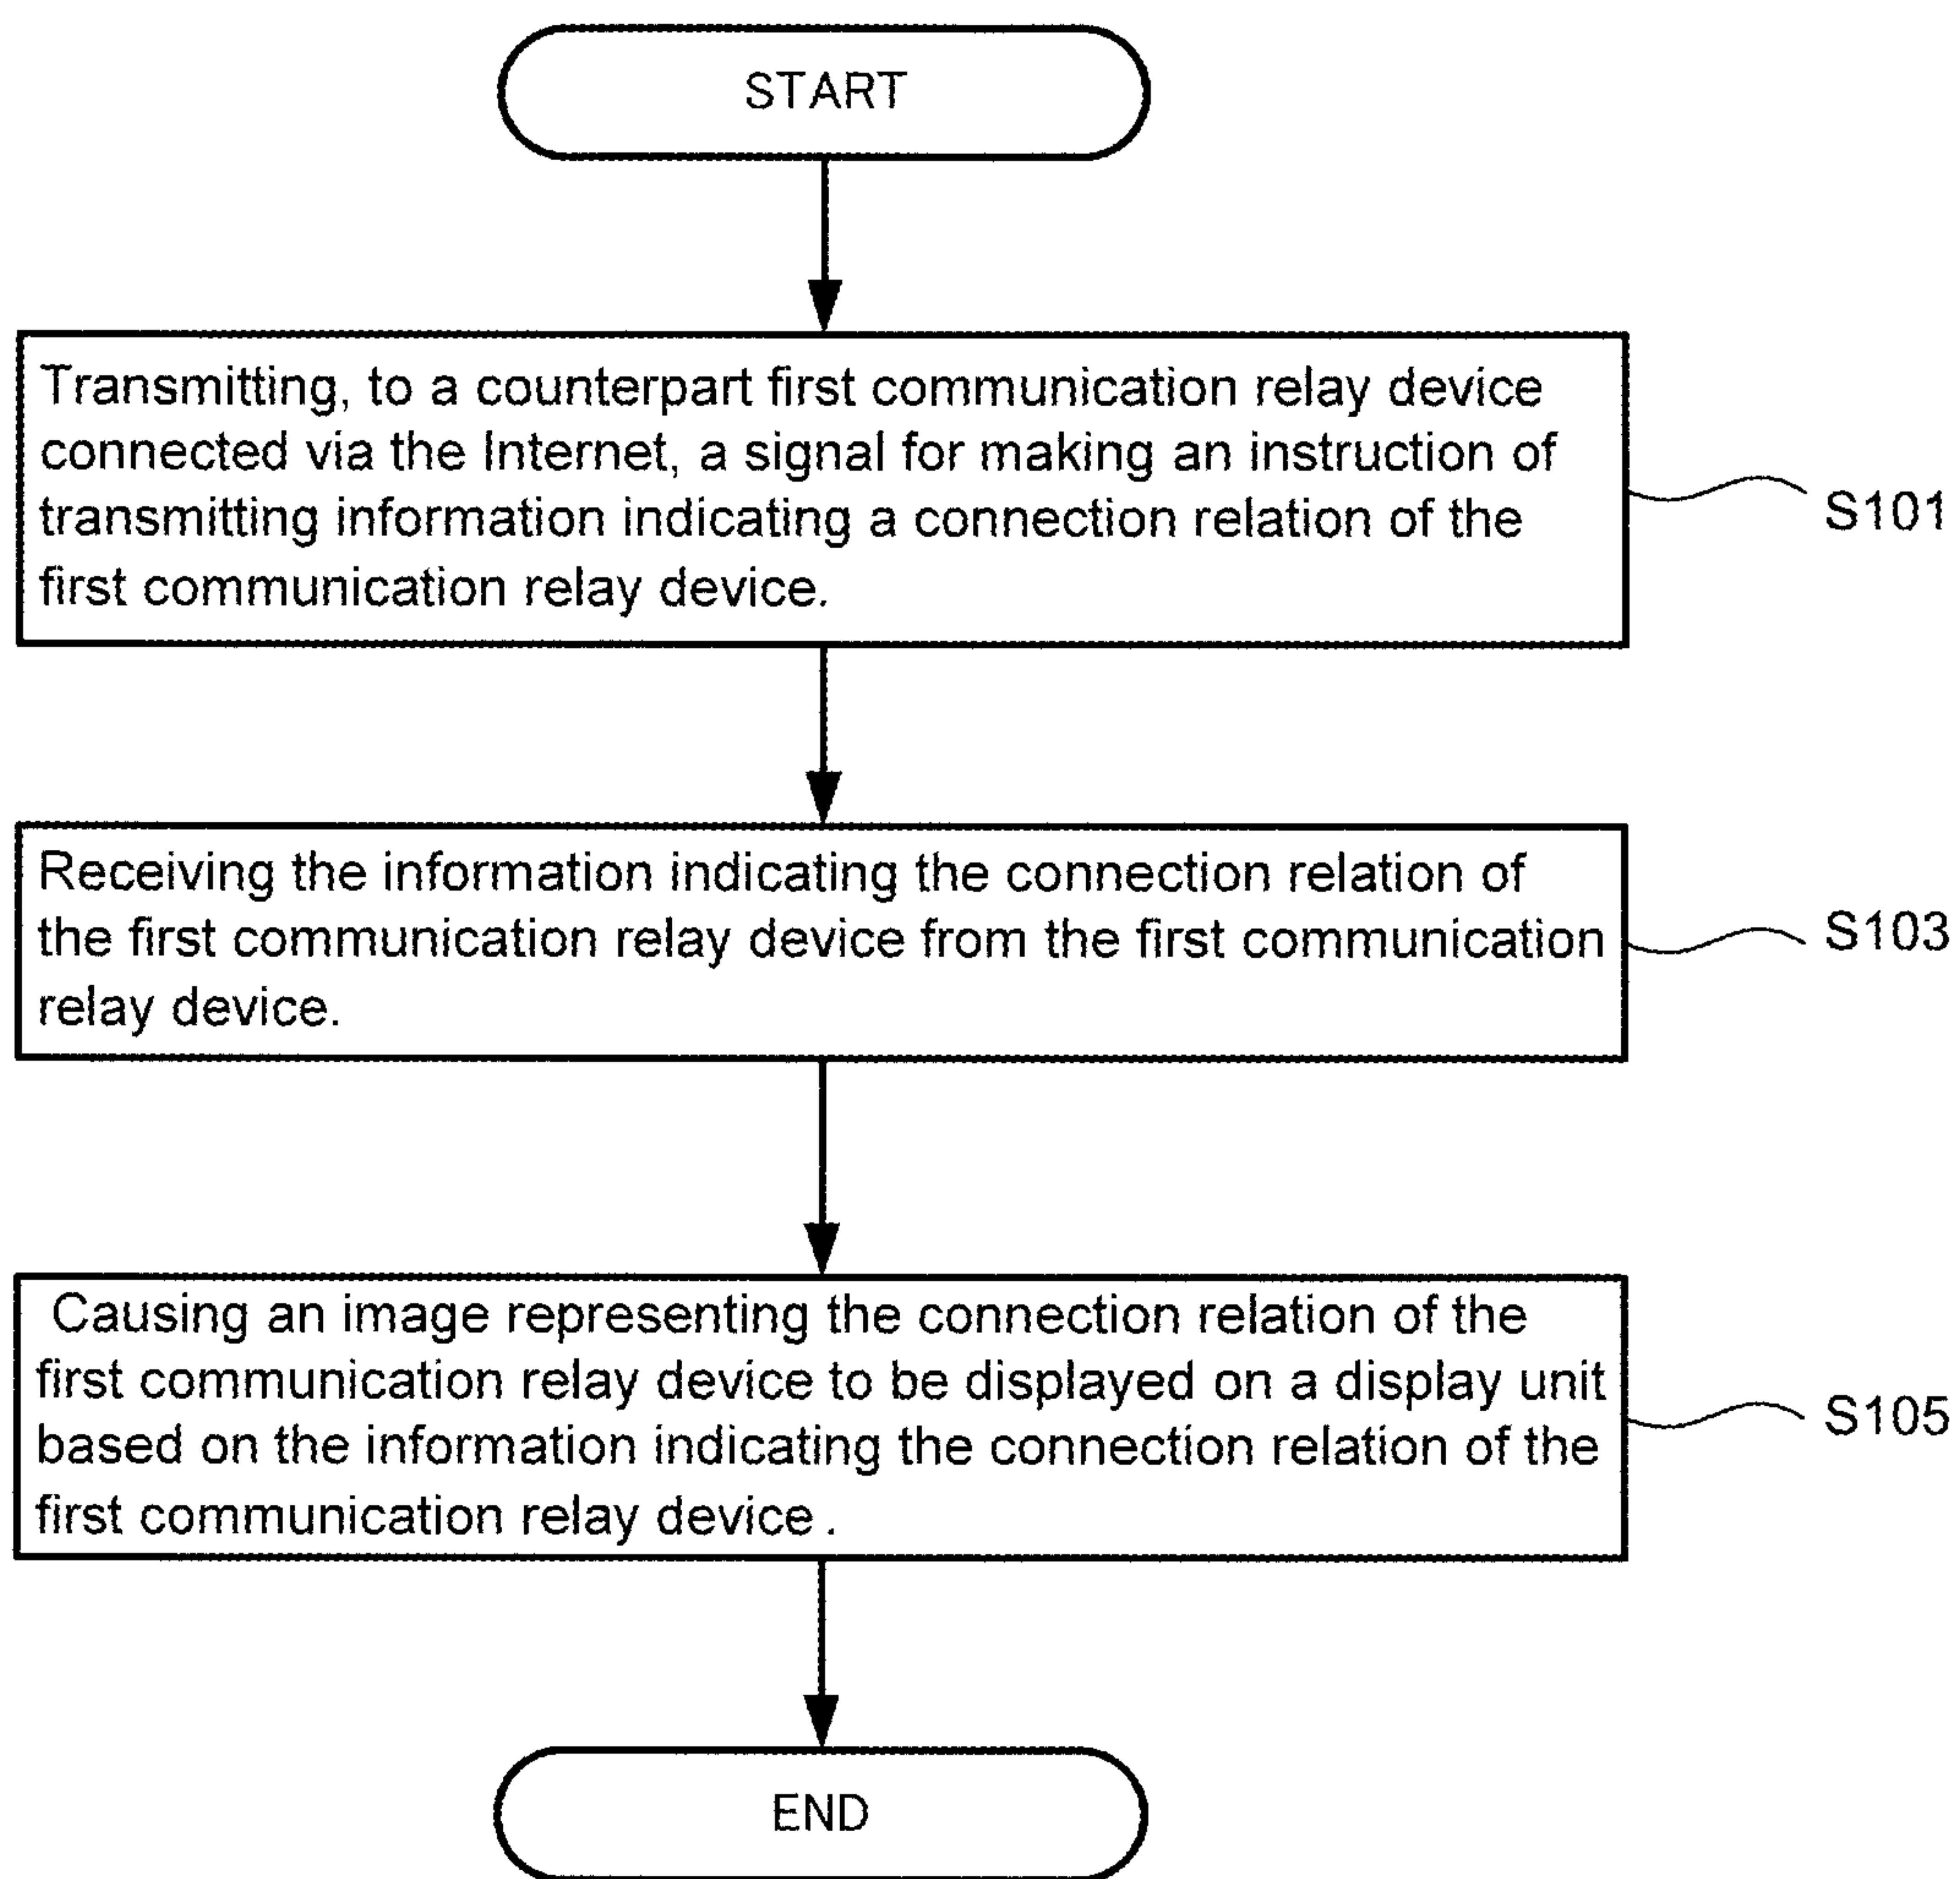 START
Transmitting, to a counterpart first communication relay device
connected via the Internet, a signal for making an instruction of
transmitting information indicating a connection relation of the
first communication relay device.
S101
Receiving the information indicating the connection relation of
the first communication relay device from the first communication
relay device.
S103
Causing an image representing the connection relation of the
first communication relay device to be displayed on a display unit
based on the information indicating the connection relation of the
first communication relay device .
S105
END